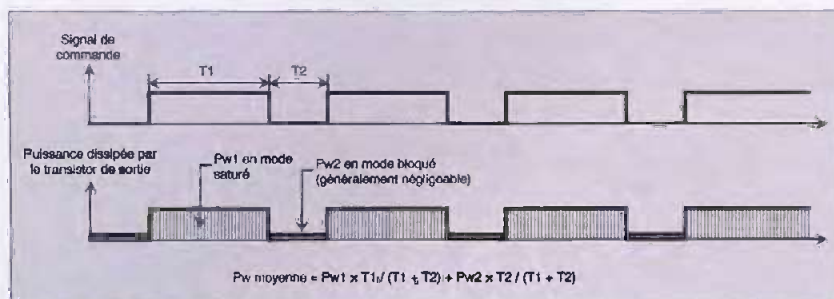 Signal de
commande
T1
T2
Puissance dissipée par
le transistor de sortie
Pw1 en mode
saturé
Pw2 en mode bloqué
(généralement négligeable)
Pw moyenne = Pw1 x T1 / (T1 + T2) + Pw2 x T2 / (T1 + T2)